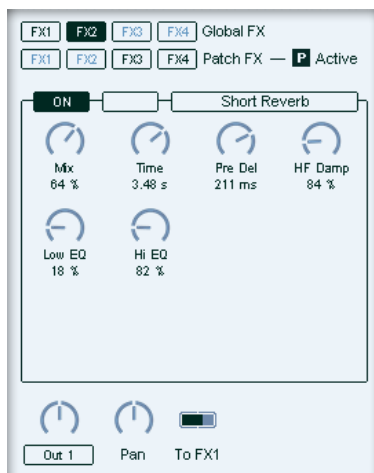 FX1 FX2 FX3 FX4 Global FX
FX1 FX2 FX3 FX4 Patch FX — P Active
ON Short Reverb
Mix Time Pre Del HF Damp
64 % 3.48 s 211 ms 84 %
Low EQ Hi EQ
18 % 82 %
Out 1 Pan To FX1